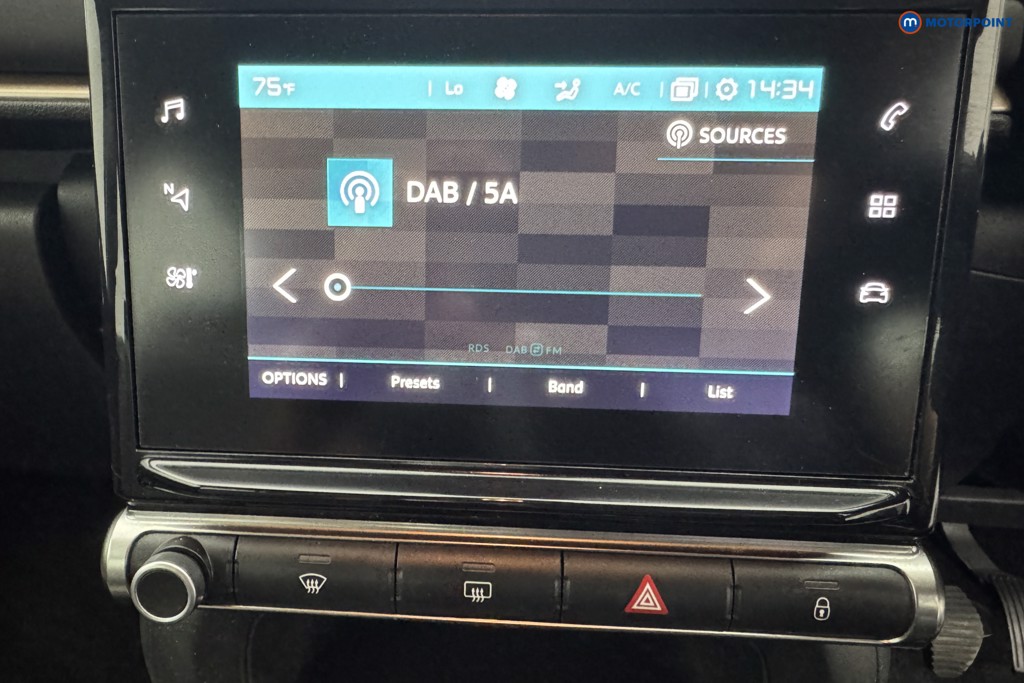 m MOTORPOINT
75°F | Lo A/C | | 14:34
SOURCES
N
DAB / 5A
RDS DAB FM
OPTIONS | Presets | Band | List